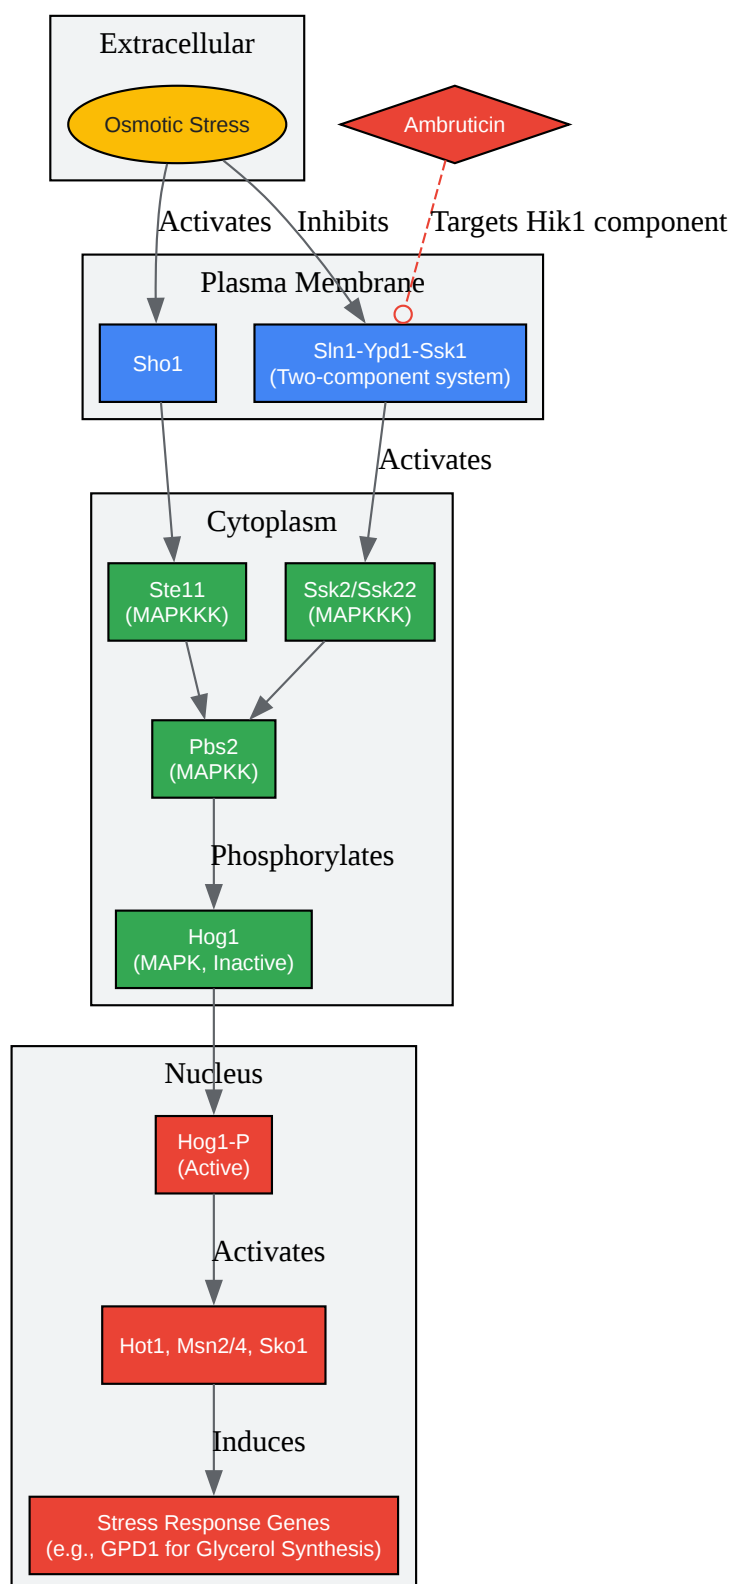 Extracellular
Osmotic Stress
Ambruticin
Activates
Inhibits
Targets Hik1 component
Plasma Membrane
Sho1
Sln1-Ypd1-Ssk1
(Two-component system)
Activates
Cytoplasm
Ste11
(MAPKKK)
Ssk2/Ssk22
(MAPKKK)
Pbs2
(MAPKK)
Phosphorylates
Hog1
(MAPK, Inactive)
Nucleus
Hog1-P
(Active)
Activates
Hot1, Msn2/4, Sko1
Induces
Stress Response Genes
(e.g., GPD1 for Glycerol Synthesis)